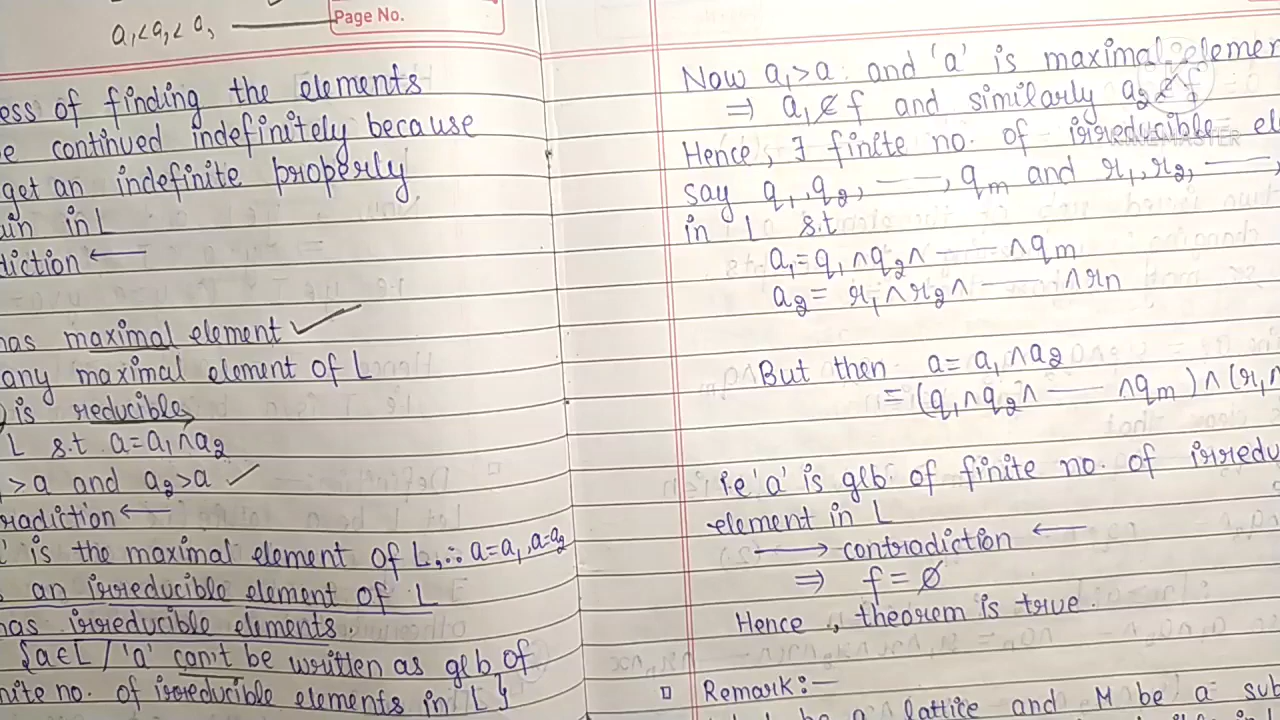 a₁<a₂<a₃ ———
Page No.
ess of finding the elements
e continued indefinitely because
get an indefinite properly
in L
diction ←
has maximal element ✓
any maximal element of L
is reducible
L s.t a=a₁∧a₂
>a and a₂>a ✓
radiction ←
is the maximal element of L, ∴ a=a₁, a=a₂
an irreducible element of L
has irreducible elements.
{a∈L / 'a' can't be written as glb of
nite no. of irreducible elements in L}
Now a₁>a and 'a' is maximal elemen
⇒ a₁∉f and similarly a₂∉f
Hence, ∃ finite no. of irreducible el
say q₁,q₂, ——, q_m and r₁,r₂, ——,
in L s.t
a₁= q₁∧q₂∧ —— ∧q_m
a₂= r₁∧r₂∧ —— ∧rn
But then a= a₁∧a₂
= (q₁∧q₂∧ —— ∧q_m)∧(r₁∧
i.e 'a' is glb. of finite no. of irredu
element in L
→ contradiction ←
⇒ f = ∅
Hence, theorem is true.
□ Remark:—
lattice and M be a sub